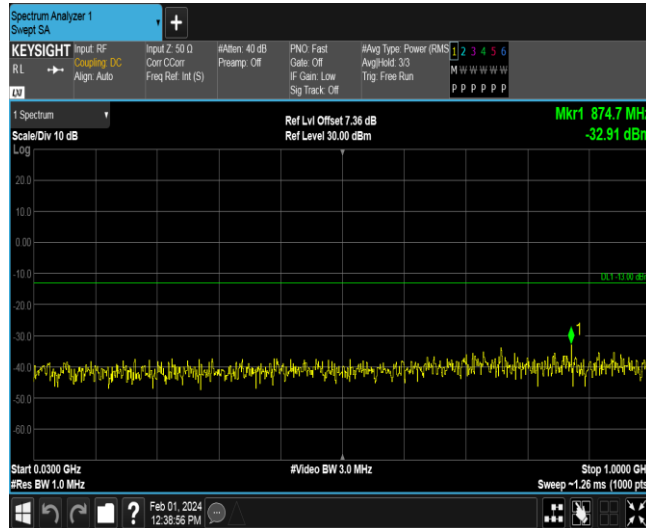 Spectrum Analyzer 1
Swept SA
+
KEYSIGHT Input: RF Input Z: 50 Ω #Atten: 40 dB PNO: Fast #Avg Type: Power (RMS 1 2 3 4 5 6
RL Coupling: DC Corr CCorr Preamp: Off Gate: Off Avg|Hold: 3/3 M W W W W W
Align: Auto Freq Ref: Int (S) IF Gain: Low Trig: Free Run
LXI Sig Track: Off P P P P P P
1 Spectrum Ref Lvl Offset 7.36 dB Mkr1 874.7 MHz
Scale/Div 10 dB Ref Level 30.00 dBm -32.91 dBm
Log
20.0
10.0
0.00
-10.0
DL1 -13.00 dBm
-20.0
-30.0
1
-40.0
-50.0
-60.0
Start 0.0300 GHz #Video BW 3.0 MHz Stop 1.0000 GHz
#Res BW 1.0 MHz Sweep ~1.26 ms (1000 pts)
? Feb 01, 2024
12:38:56 PM